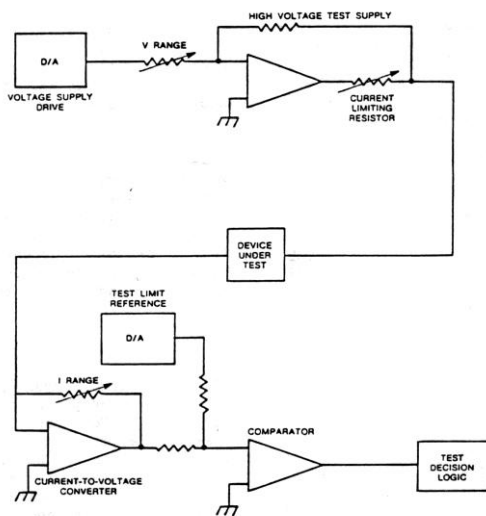 HIGH VOLTAGE TEST SUPPLY
V RANGE
D/A
VOLTAGE SUPPLY
DRIVE
CURRENT
LIMITING
RESISTOR
DEVICE
UNDER
TEST
TEST LIMIT
REFERENCE
D/A
I RANGE
COMPARATOR
TEST
DECISION
LOGIC
CURRENT-TO-VOLTAGE
CONVERTER